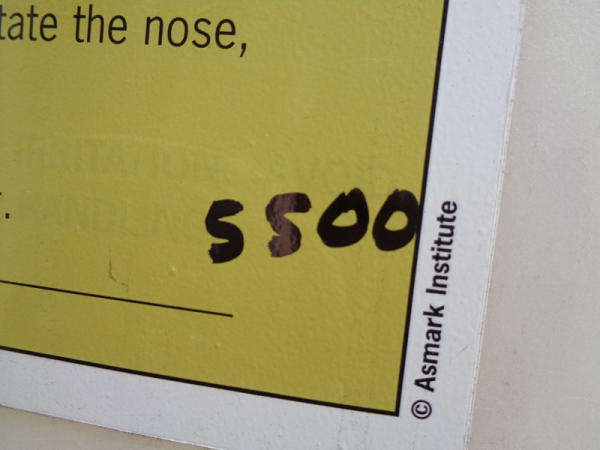 tate the nose,
.
5500
© Asmark Institute